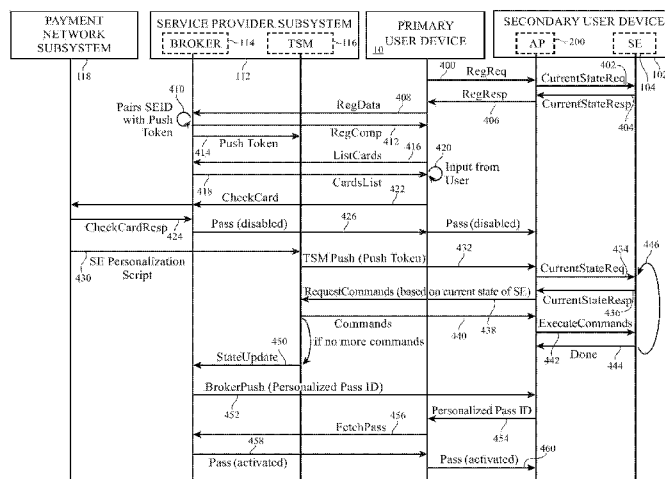 PAYMENT
NETWORK
SUBSYSTEM
SERVICE PROVIDER SUBSYSTEM
BROKER
114
TSM
116
PRIMARY
USER DEVICE
10
SECONDARY USER DEVICE
AP
200
SE
118
112
104
102
400
RegReq
402
CurrentStateReq
RegResp
406
CurrentStateResp
404
410
Pairs SEID
with Push
Token
RegData
408
RegComp
412
414
Push Token
ListCards
416
420
Input from
User
418
CardsList
422
CheckCard
CheckCardResp
424
Pass (disabled)
426
Pass (disabled)
430
SE Personalization
Script
TSM Push (Push Token)
432
434
446
CurrentStateReq
RequestCommands (based on current state of SE)
438
CurrentStateResp
436
Commands
if no more commands
440
ExecuteCommands
442
450
StateUpdate
Done
444
BrokerPush (Personalized Pass ID)
452
Personalized Pass ID
454
456
FetchPass
458
Pass (activated)
460
Pass (activated)